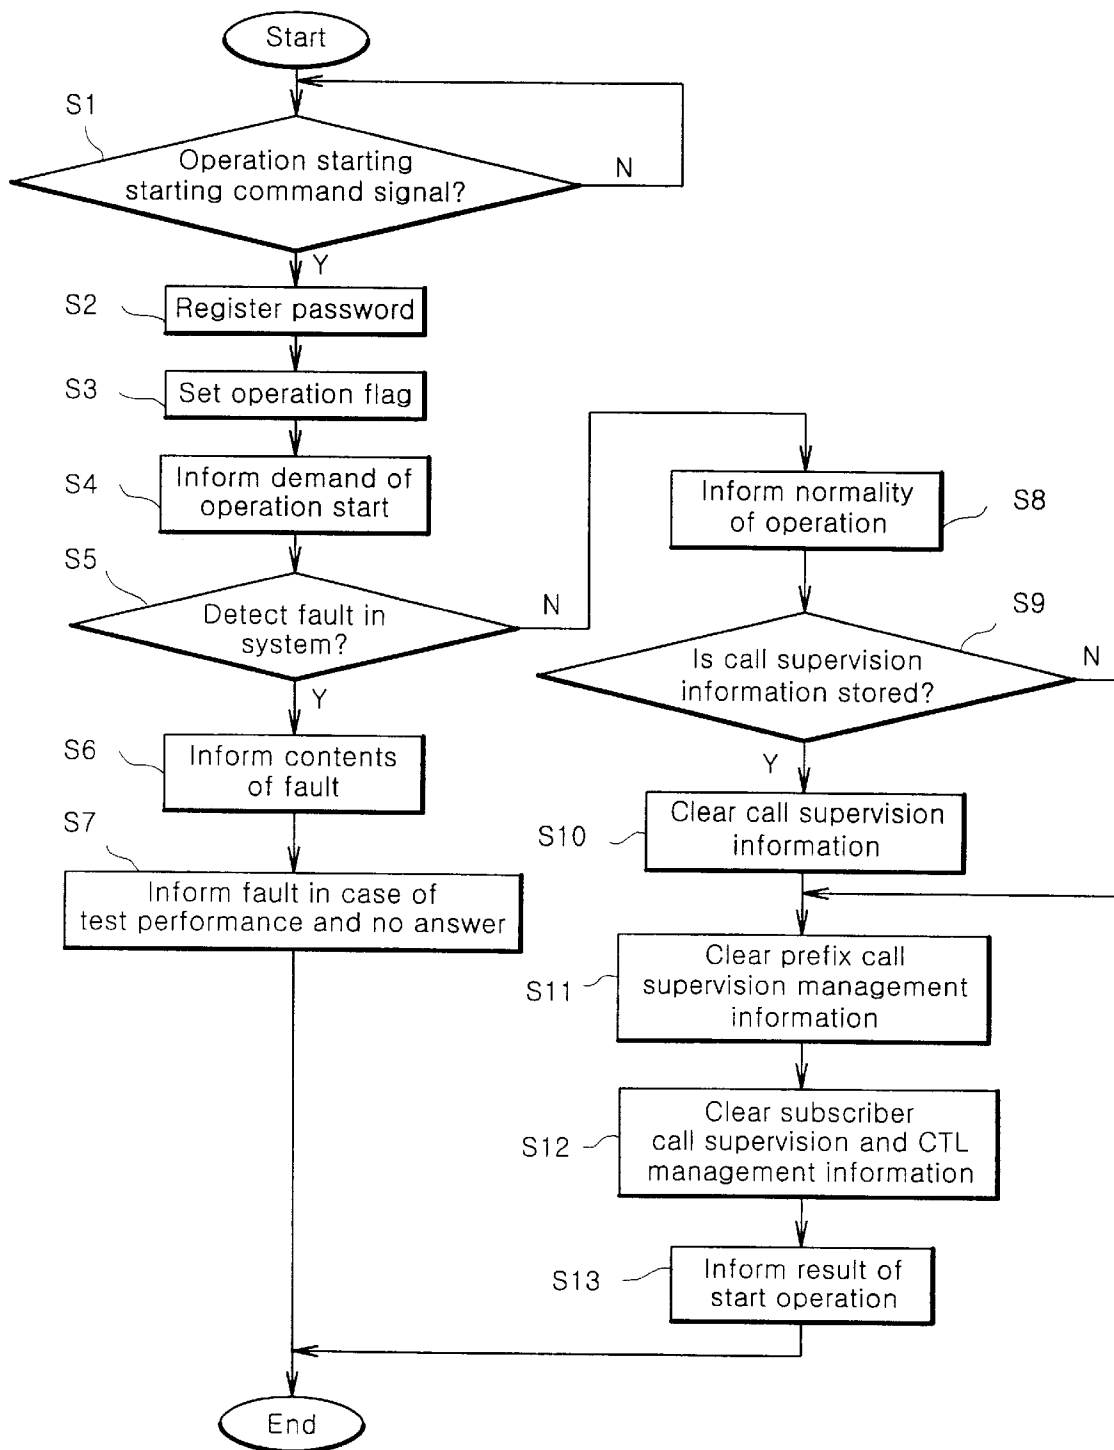 Start
S1
Operation starting
starting command signal?
N
Y
S2
Register password
S3
Set operation flag
S4
Inform demand of
operation start
S5
Detect fault in
system?
N
Y
S6
Inform contents
of fault
S7
Inform fault in case of
test performance and no answer
Inform normality
of operation
S8
S9
Is call supervision
information stored?
N
Y
S10
Clear call supervision
information
S11
Clear prefix call
supervision management
information
S12
Clear subscriber
call supervision and CTL
management information
S13
Inform result of
start operation
End